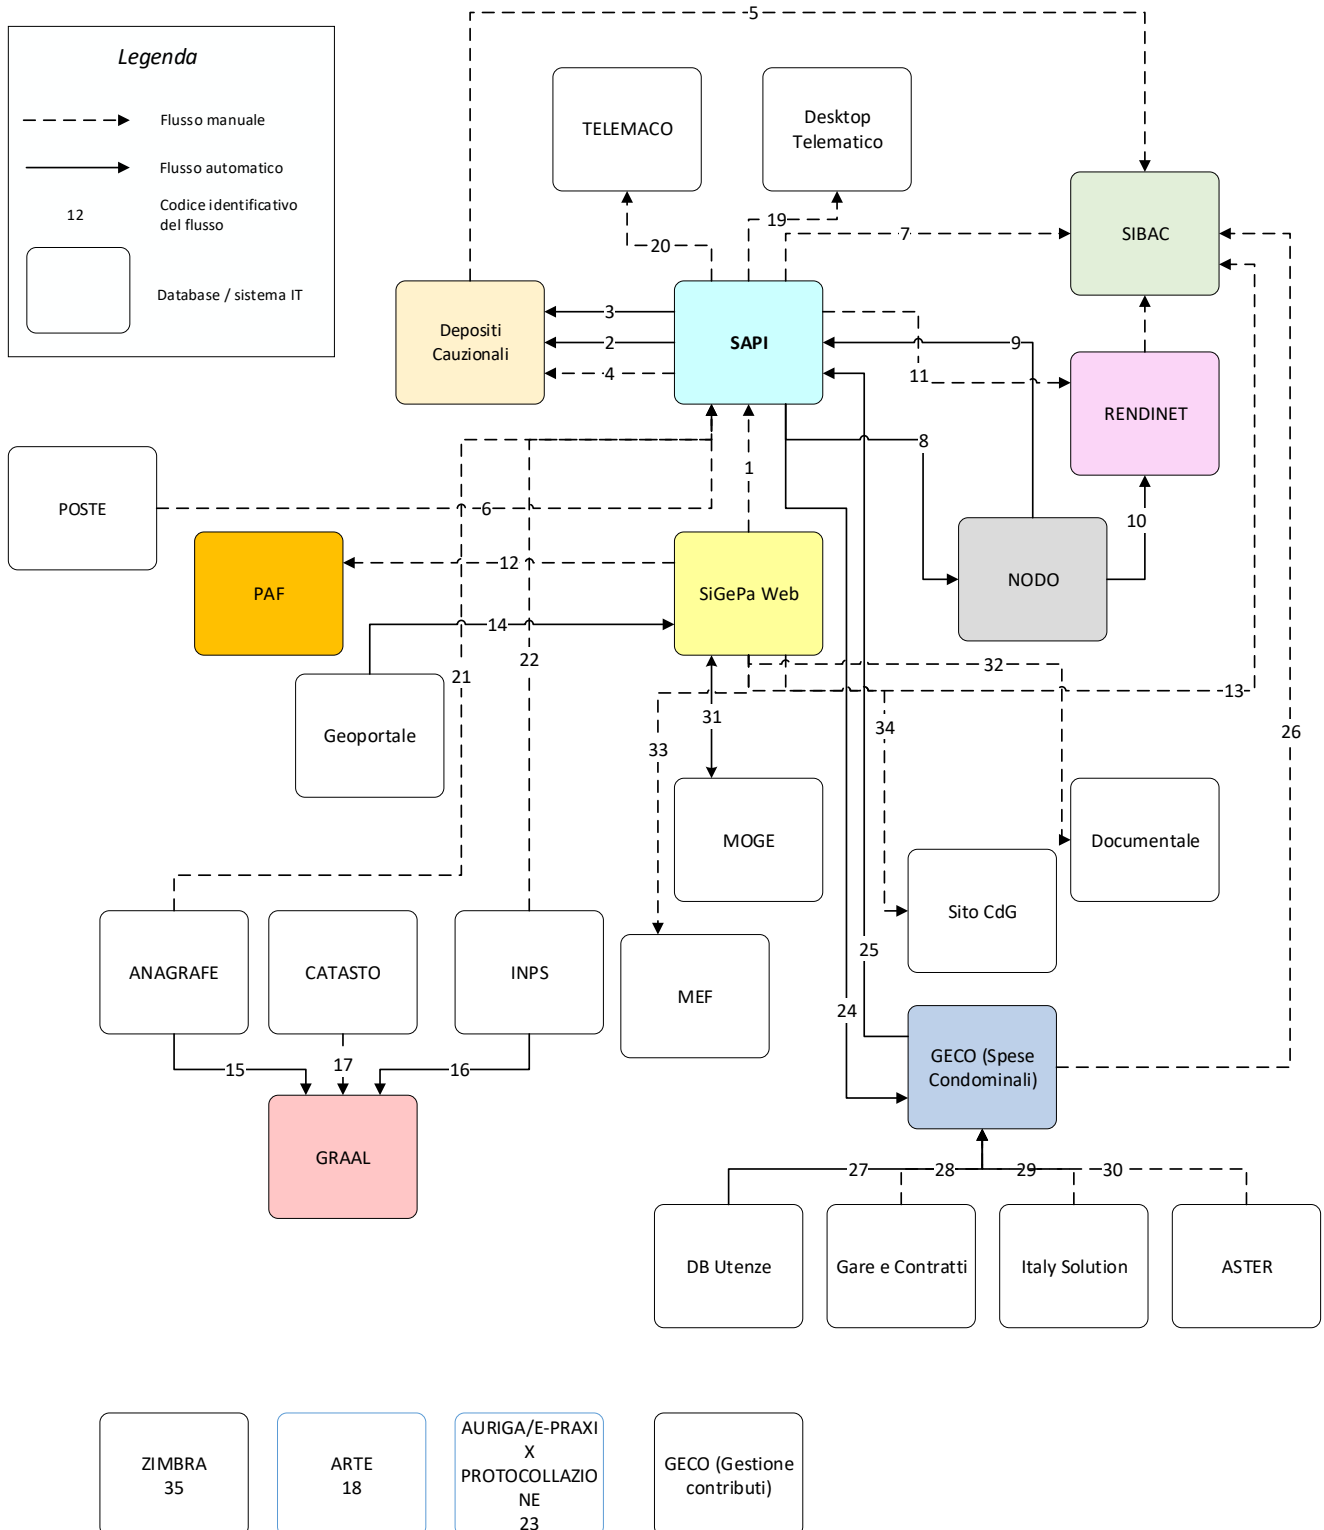 5
Legenda
Flusso manuale
Flusso automatico
12
Codice identificativo
del flusso
Database / sistema IT
TELEMACO
Desktop
Telematico
20
19
7
SIBAC
Depositi
Cauzionali
3
2
4
SAPI
9
11
RENDINET
8
1
POSTE
6
10
PAF
12
SiGePa Web
NODO
14
22
21
32
13
Geoportale
31
34
33
26
MOGE
Documentale
Sito CdG
ANAGRAFE
CATASTO
INPS
MEF
25
24
15
17
16
GECO (Spese
Condominali)
GRAAL
27
28
29
30
DB Utenze
Gare e Contratti
Italy Solution
ASTER
ZIMBRA
35
ARTE
18
AURIGA/E-PRAXI
X
PROTOCOLLAZIO
NE
23
GECO (Gestione
contributi)